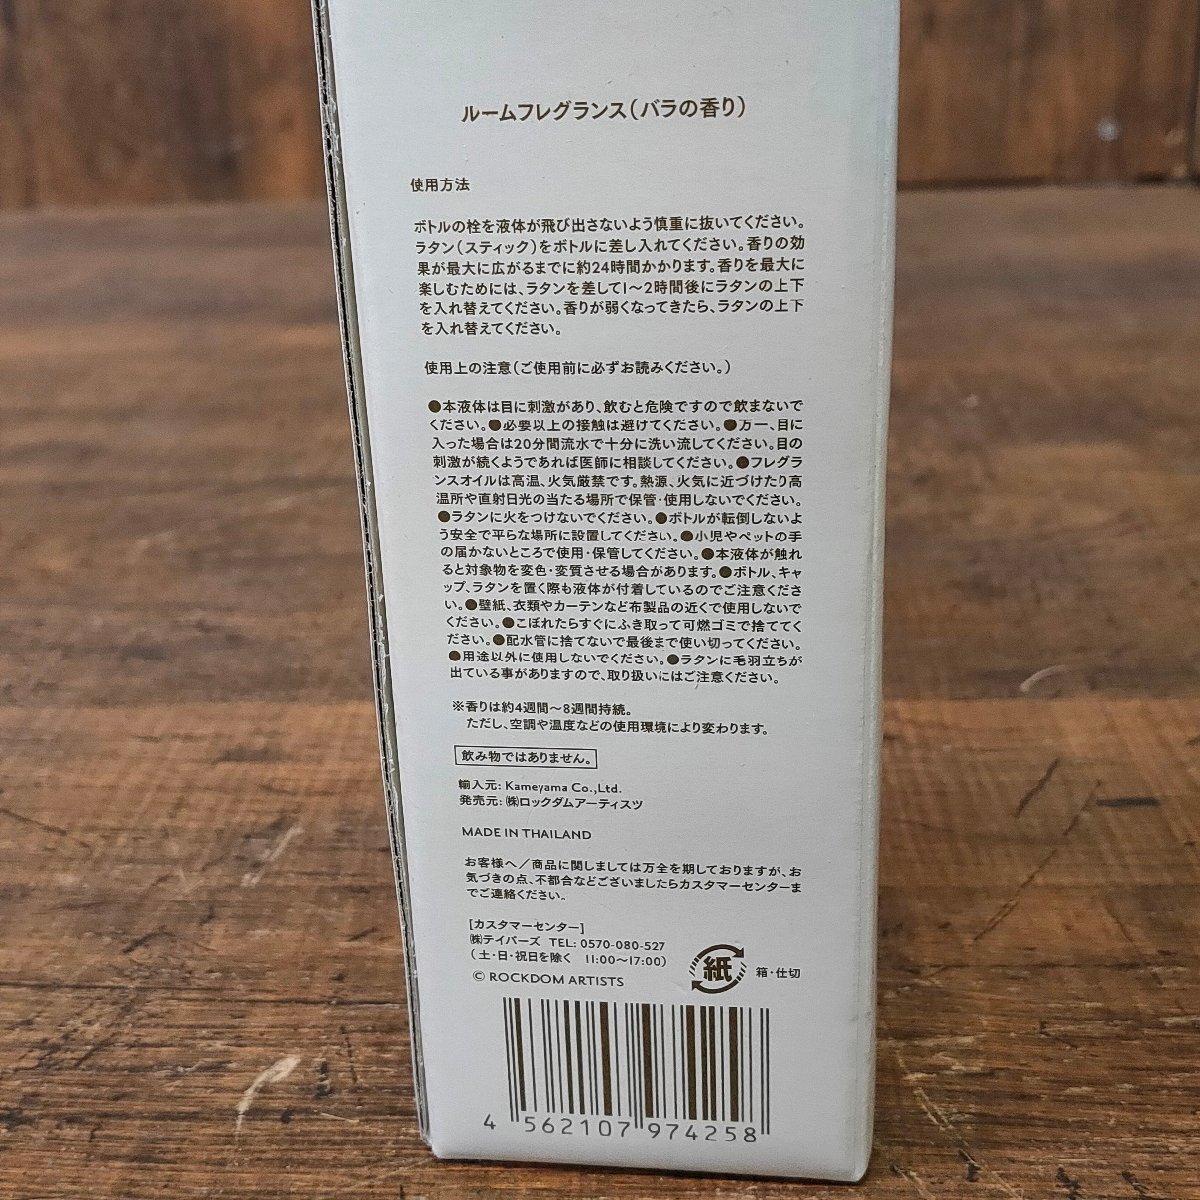 ルームフレグランス(バラの香り)
使用方法
ボトルの栓を液体が飛び出さないよう慎重に抜いてください。
ラタン(スティック)をボトルに差し入れてください。香りの効
果が最大に広がるまでに約24時間かかります。香りを最大に
楽しむためには、ラタンを差して1〜2時間後にラタンの上下
を入れ替えてください。香りが弱くなってきたら、ラタンの上下
を入れ替えてください。
使用上の注意(ご使用前に必ずお読みください。)
●本液体は目に刺激があり、飲むと危険ですので飲まないで
ください。●必要以上の接触は避けてください。●万一、目に
入った場合は20分間流水で十分に洗い流してください。目の
刺激が続くようであれば医師に相談してください。●フレグラ
ンスオイルは高温、火気厳禁です。熱源、火気に近づけたり高
温所や直射日光の当たる場所で保管・使用しないでください。
●ラタンに火をつけないでください。●ボトルが転倒しないよ
う安全で平らな場所に設置してください。●小児やペットの手
の届かないところで使用・保管してください。●本液体が触れ
ると対象物を変色・変質させる場合があります。●ボトル、キャ
ップ、ラタンを置く際も液体が付着しているのでご注意くださ
い。●壁紙、衣類やカーテンなど布製品の近くで使用しないで
ください。●こぼれたらすぐにふき取って可燃ゴミで捨ててく
ださい。●配水管に捨てないで最後まで使い切ってください。
●用途以外に使用しないでください。●ラタンに毛羽立ちが
出ている事がありますので、取り扱いにはご注意ください。
※香りは約4週間〜8週間持続。
ただし、空調や温度などの使用環境により変わります。
飲み物ではありません。
輸入元: Kameyama Co.,Ltd.
発売元: ㈱ロックダムアーティスツ
MADE IN THAILAND
お客様へ/商品に関しましては万全を期しておりますが、お
気づきの点、不都合などございましたらカスタマーセンターま
でご連絡ください。
[カスタマーセンター]
㈱テイパーズ TEL: 0570-080-527
(土・日・祝日を除く 11:00〜17:00)
© ROCKDOM ARTISTS
紙 箱・仕切
4 562107 974258